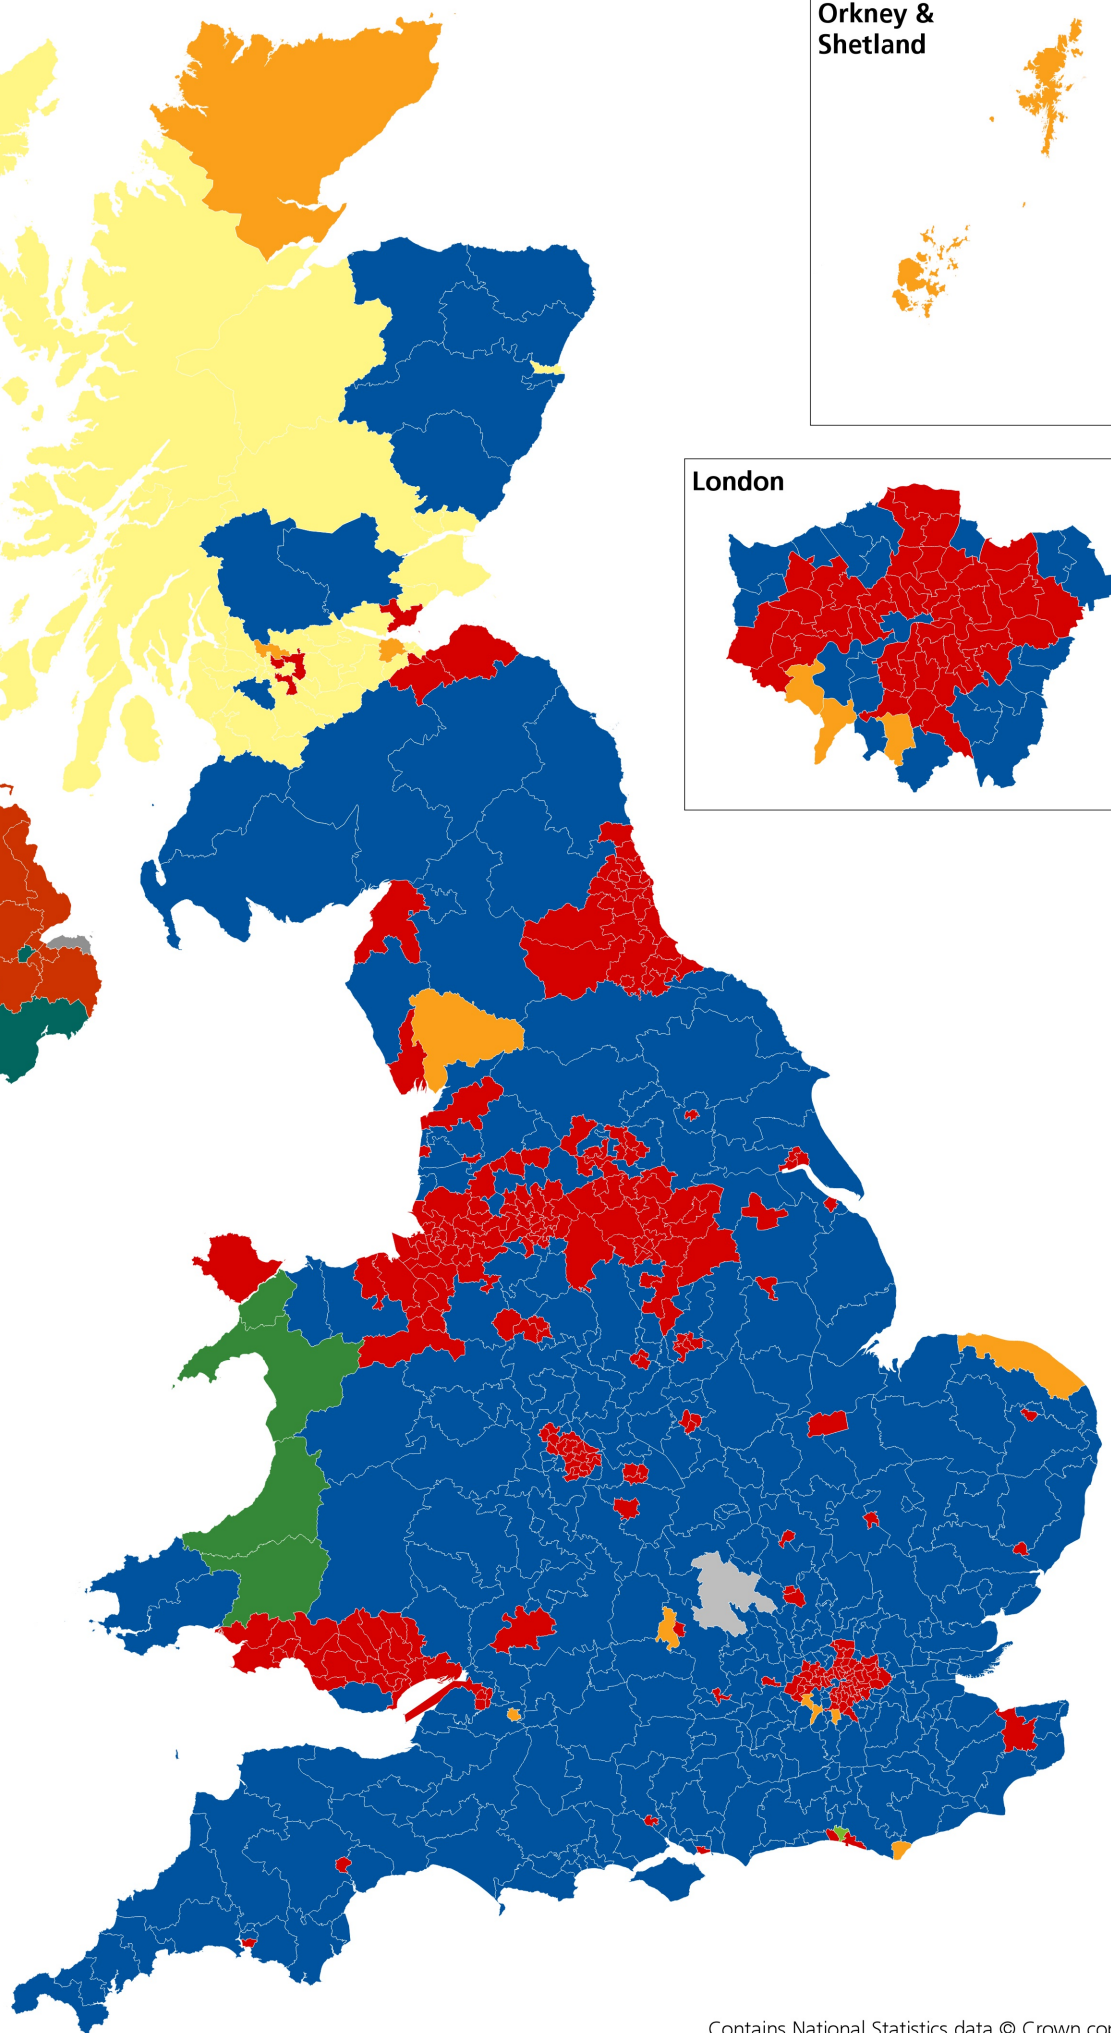 Orkney &
Shetland
London
Contains National Statistics data © Crown